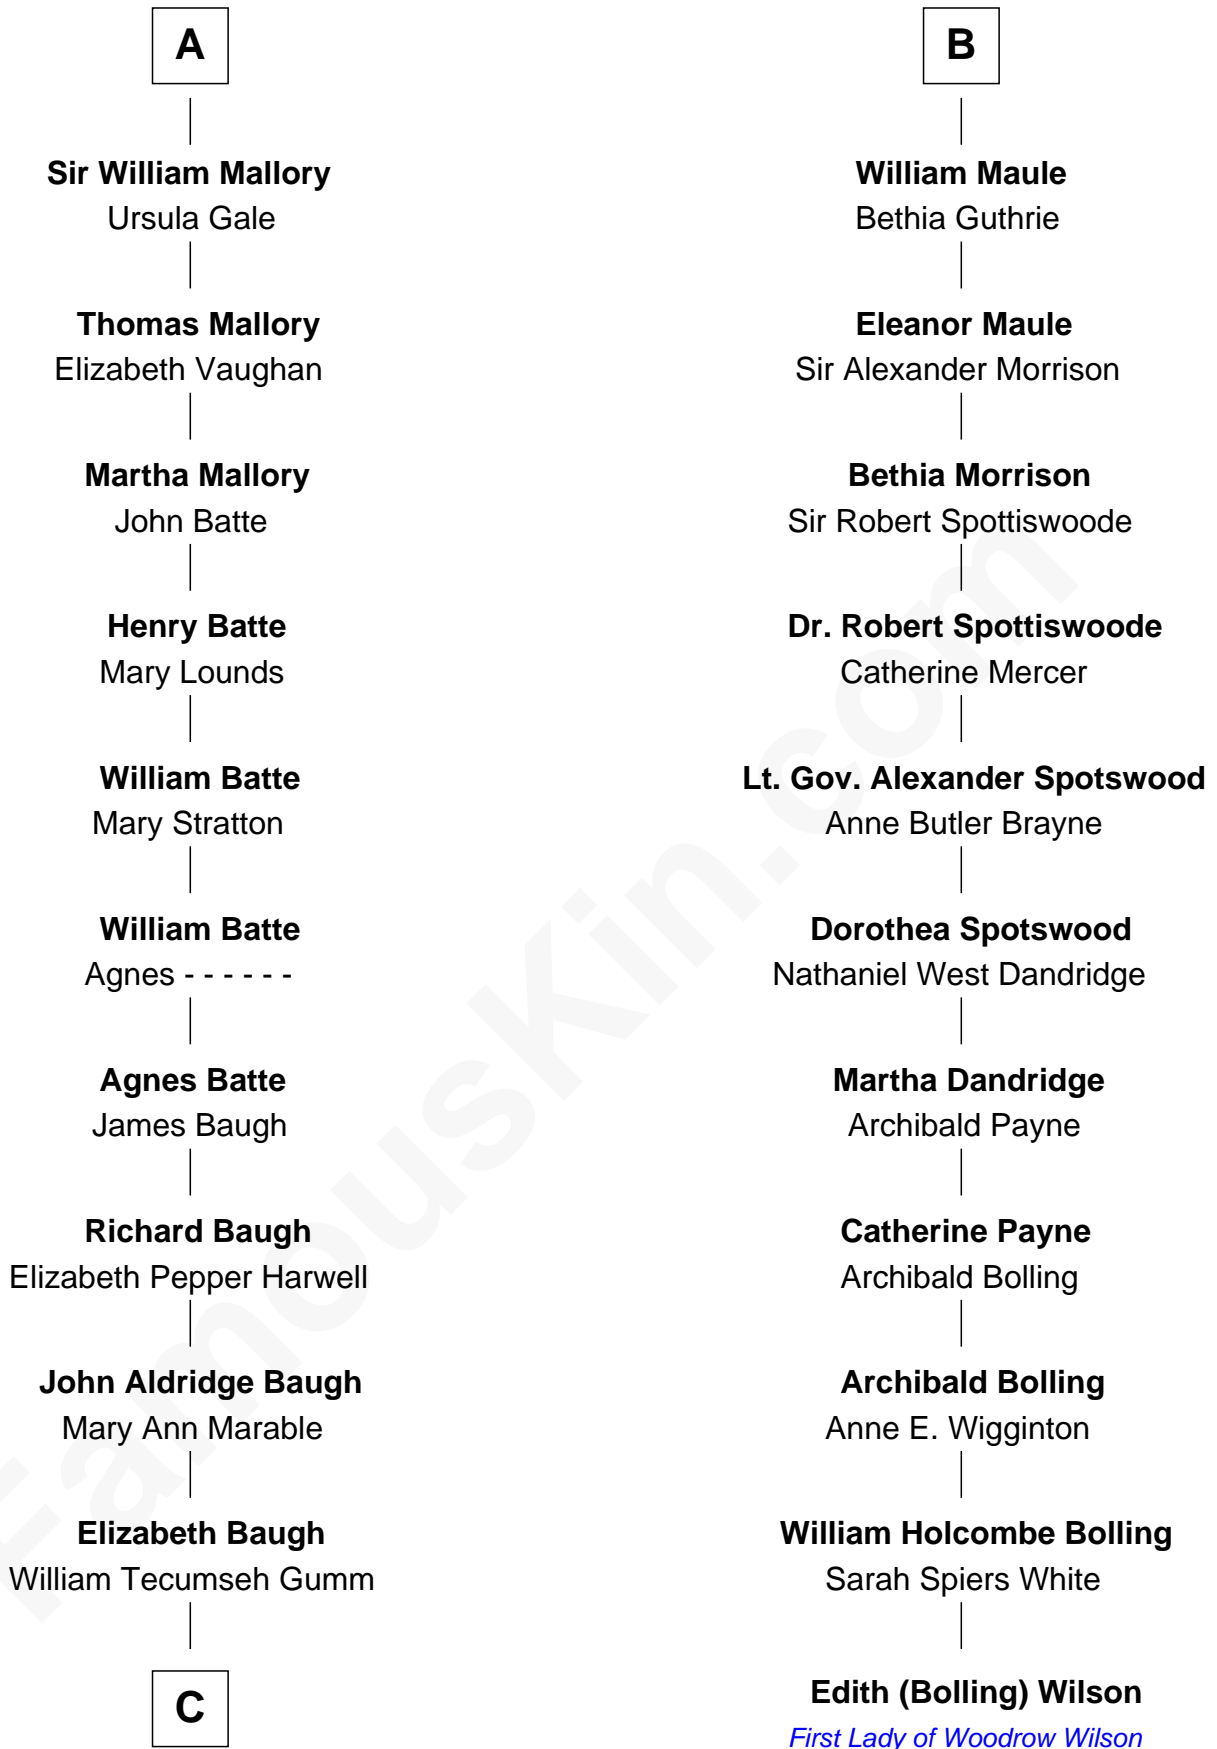 A
Sir William Mallory
Ursula Gale
Thomas Mallory
Elizabeth Vaughan
Martha Mallory
John Batte
Henry Batte
Mary Lounds
William Batte
Mary Stratton
William Batte
Agnes - - - - - -
Agnes Batte
James Baugh
Richard Baugh
Elizabeth Pepper Harwell
John Aldridge Baugh
Mary Ann Marable
Elizabeth Baugh
William Tecumseh Gumm
C
B
William Maule
Bethia Guthrie
Eleanor Maule
Sir Alexander Morrison
Bethia Morrison
Sir Robert Spottiswoode
Dr. Robert Spottiswoode
Catherine Mercer
Lt. Gov. Alexander Spotswood
Anne Butler Brayne
Dorothea Spotswood
Nathaniel West Dandridge
Martha Dandridge
Archibald Payne
Catherine Payne
Archibald Bolling
Archibald Bolling
Anne E. Wigginton
William Holcombe Bolling
Sarah Spiers White
Edith (Bolling) Wilson
First Lady of Woodrow Wilson
FamousKin.com